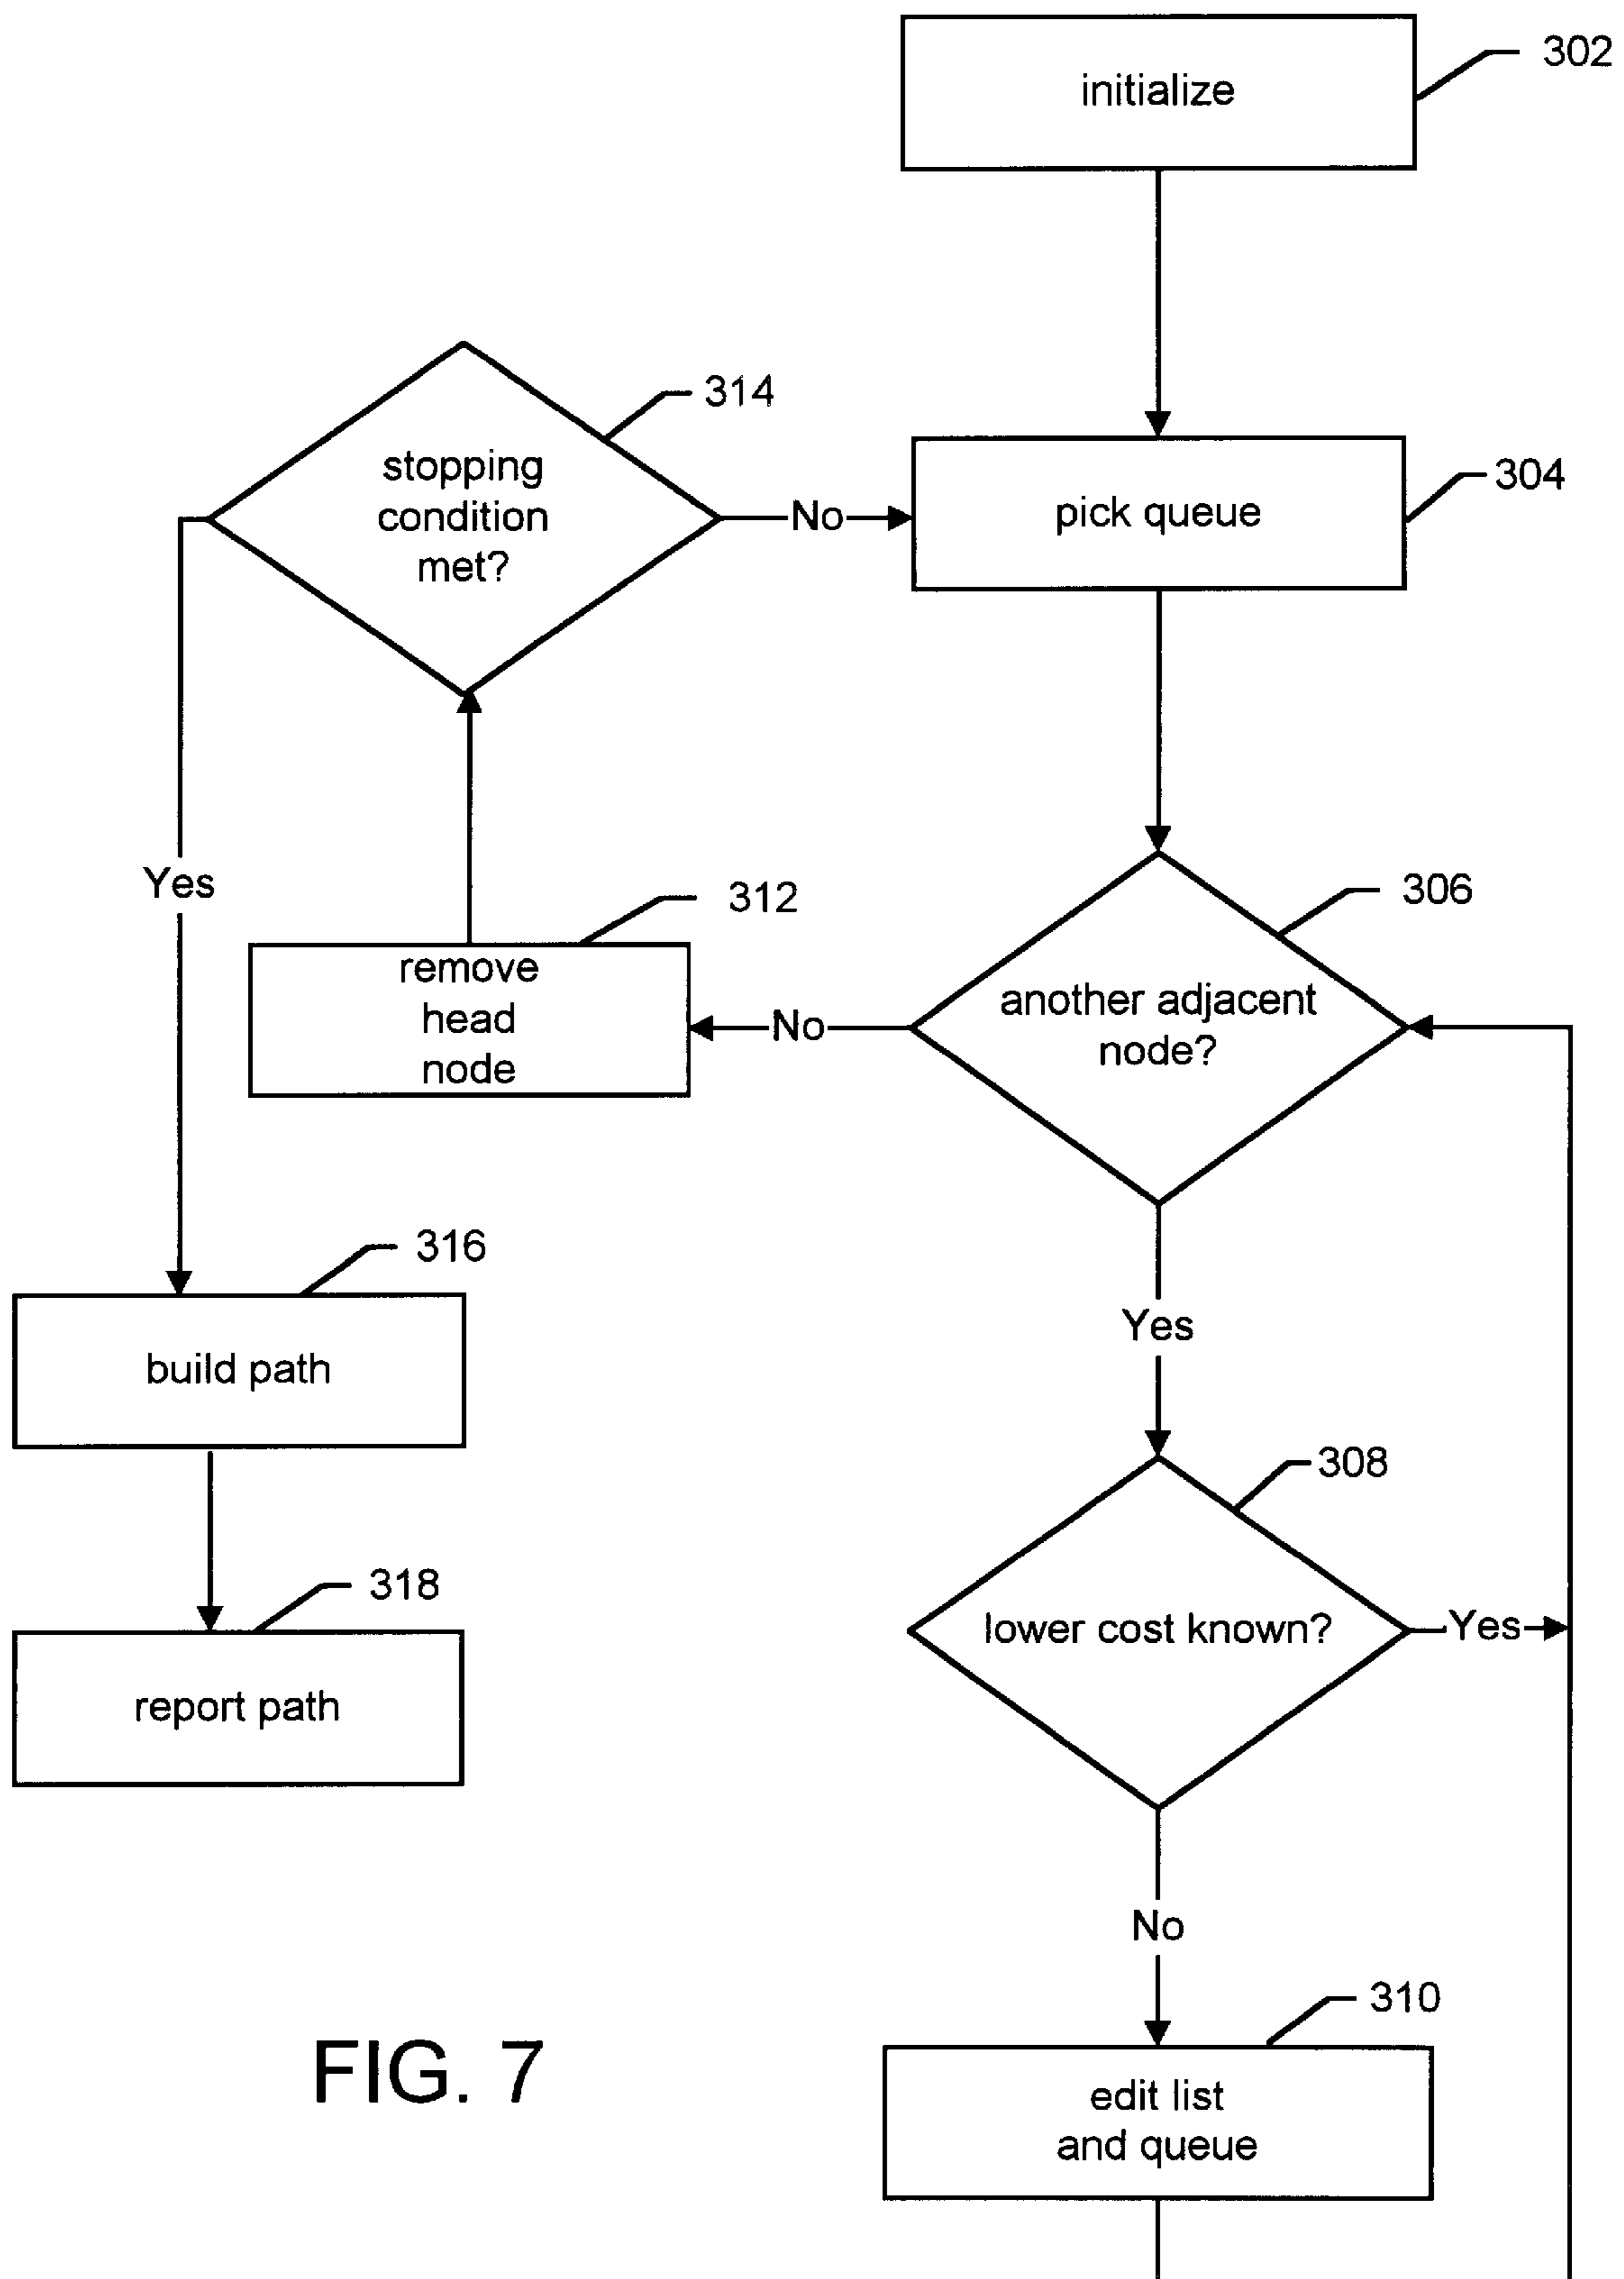 initialize
302
314
stopping
condition
met?
No
pick queue
304
Yes
312
remove
head
node
No
another adjacent
node?
306
316
build path
Yes
308
lower cost known?
Yes
318
report path
No
310
edit list
and queue
FIG. 7